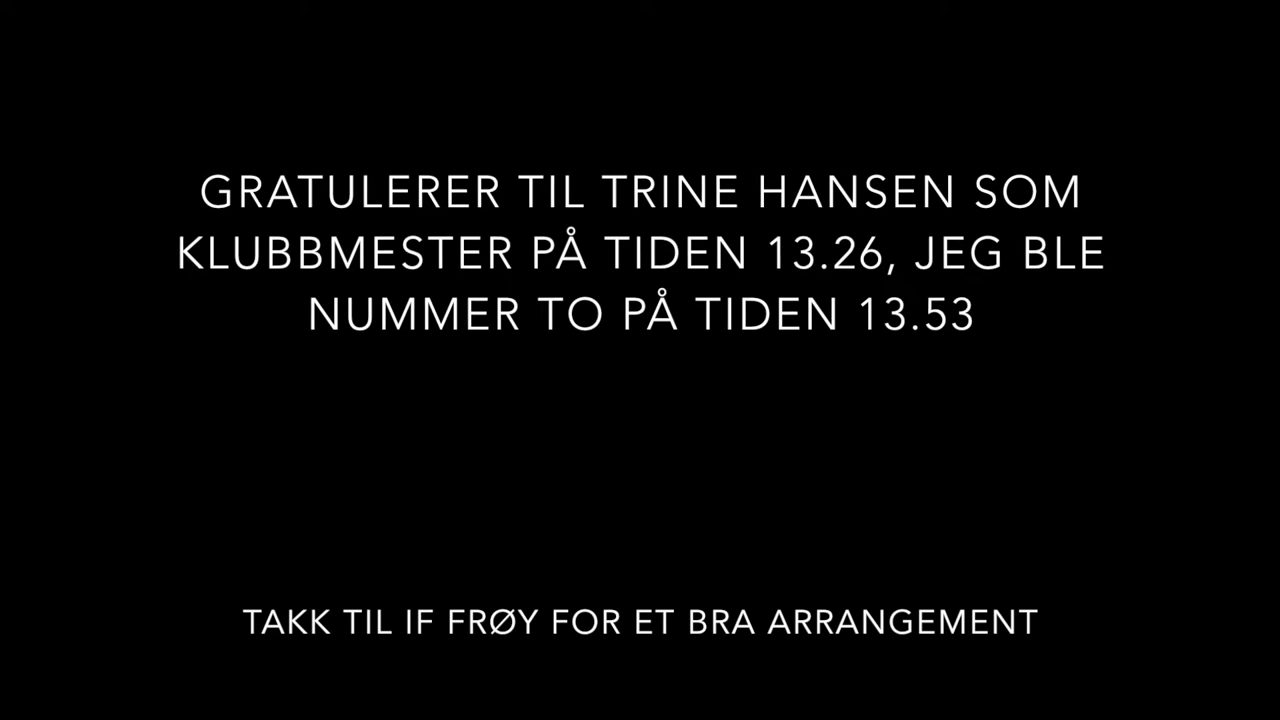 GRATULERER TIL TRINE HANSEN SOM
KLUBBMESTER PÅ TIDEN 13.26, JEG BLE
NUMMER TO PÅ TIDEN 13.53
TAKK TIL IF FRØY FOR ET BRA ARRANGEMENT